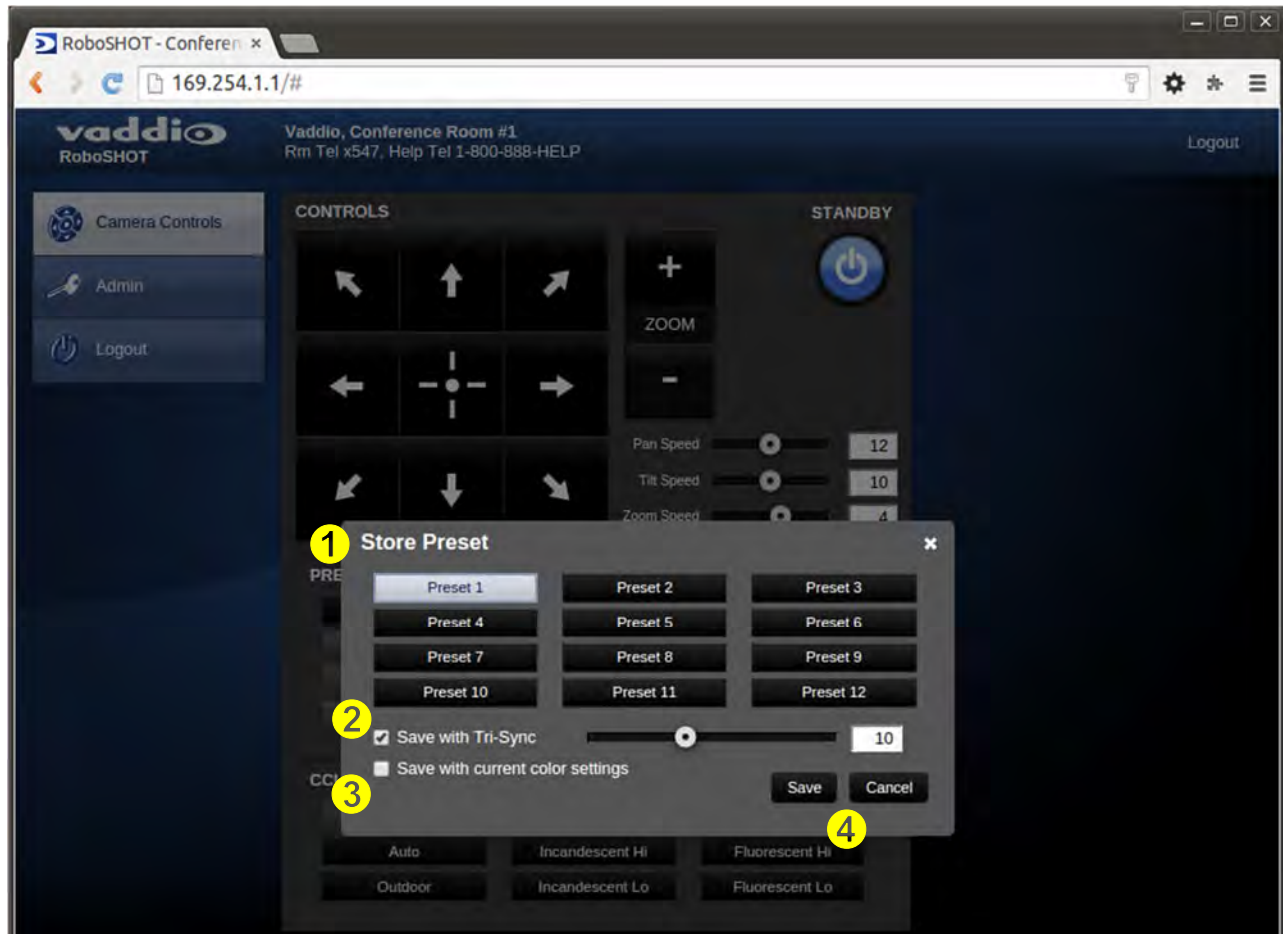 RoboSHOT - Conferen
169.254.1.1/#
vaddio
RoboSHOT
Vaddio, Conference Room #1
Rm Tel x547, Help Tel 1-800-888-HELP
Logout
Camera Controls
Admin
Logout
CONTROLS
STANDBY
+
ZOOM
-
Pan Speed
12
Tilt Speed
10
Zoom Speed
4
1
Store Preset
PRE
Preset 1
Preset 2
Preset 3
Preset 4
Preset 5
Preset 6
Preset 7
Preset 8
Preset 9
Preset 10
Preset 11
Preset 12
2
Save with Tri-Sync
10
Save with current color settings
CCU
3
Save
Cancel
4
Auto
Incandescent Hi
Fluorescent Hi
Outdoor
Incandescent Lo
Fluorescent Lo